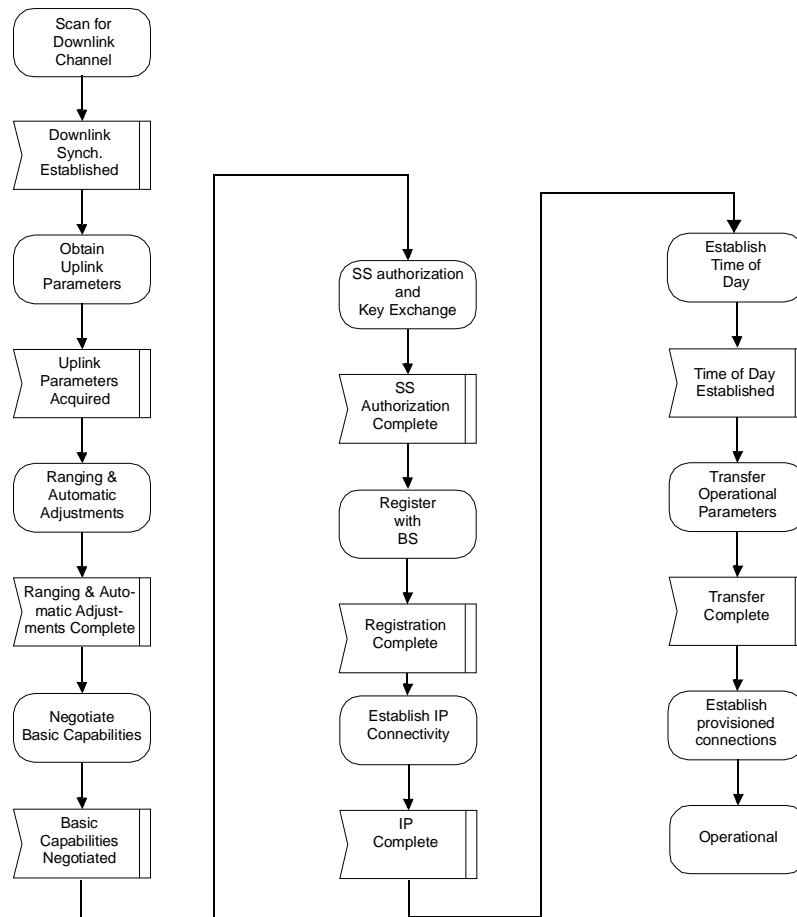 Scan for
Downlink
Channel
Downlink
Synch.
Established
Obtain
Uplink
Parameters
Uplink
Parameters
Acquired
Ranging &
Automatic
Adjustments
Ranging & Auto-
matic Adjust-
ments Complete
Negotiate
Basic Capabilities
Basic
Capabilities
Negotiated
SS authorization
and
Key Exchange
SS
Authorization
Complete
Register
with
BS
Registration
Complete
Establish IP
Connectivity
IP
Complete
Establish
Time of
Day
Time of Day
Established
Transfer
Operational
Parameters
Transfer
Complete
Establish
provisioned
connections
Operational